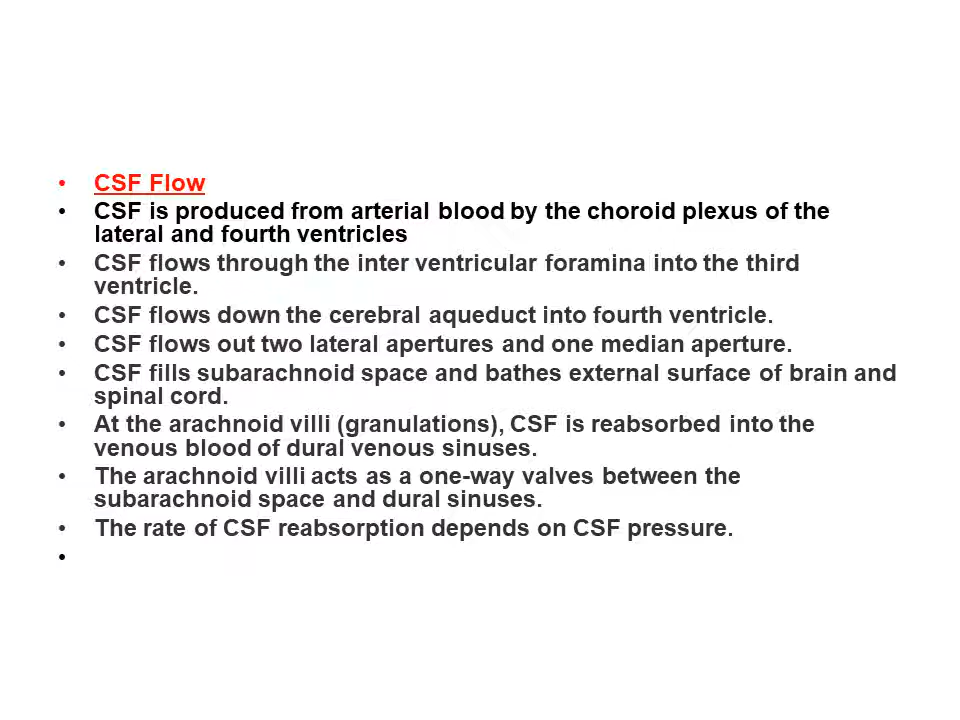 • CSF Flow
• CSF is produced from arterial blood by the choroid plexus of the
lateral and fourth ventricles
• CSF flows through the inter ventricular foramina into the third
ventricle.
• CSF flows down the cerebral aqueduct into fourth ventricle.
• CSF flows out two lateral apertures and one median aperture.
• CSF fills subarachnoid space and bathes external surface of brain and
spinal cord.
• At the arachnoid villi (granulations), CSF is reabsorbed into the
venous blood of dural venous sinuses.
• The arachnoid villi acts as a one-way valves between the
subarachnoid space and dural sinuses.
• The rate of CSF reabsorption depends on CSF pressure.
•